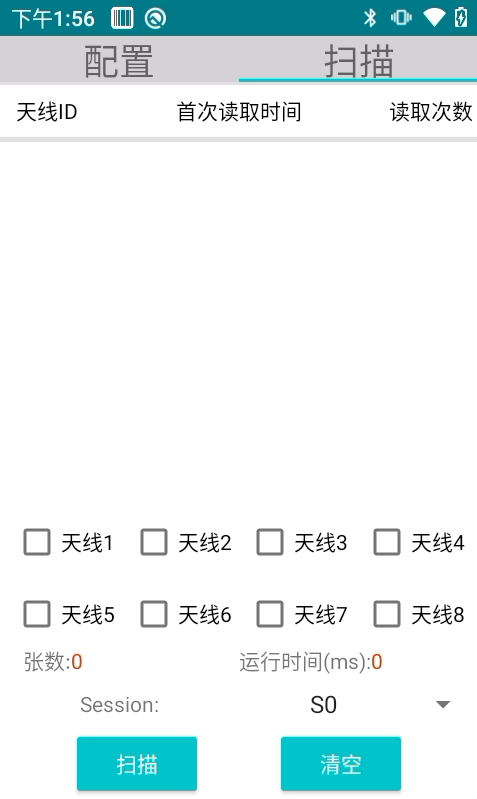 下午1:56
配置 扫描
天线ID 首次读取时间 读取次数
天线1 天线2 天线3 天线4
天线5 天线6 天线7 天线8
张数:0 运行时间(ms):0
Session: S0
扫描 清空